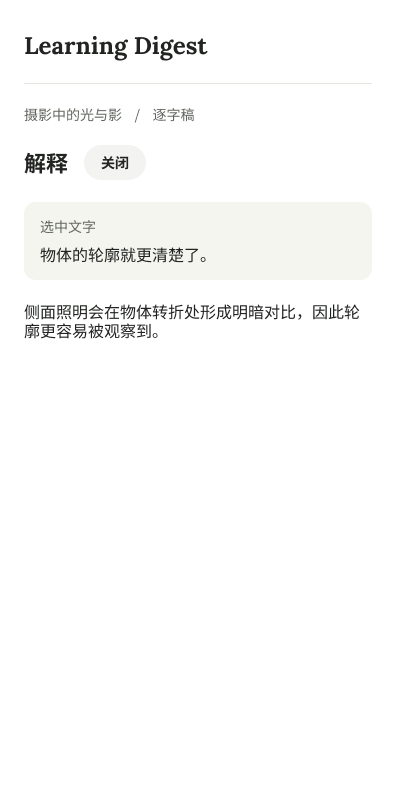 Learning Digest
摄影中的光与影 / 逐字稿
解释 关闭
选中文字
物体的轮廓就更清楚了。
侧面照明会在物体转折处形成明暗对比，因此轮
廓更容易被观察到。